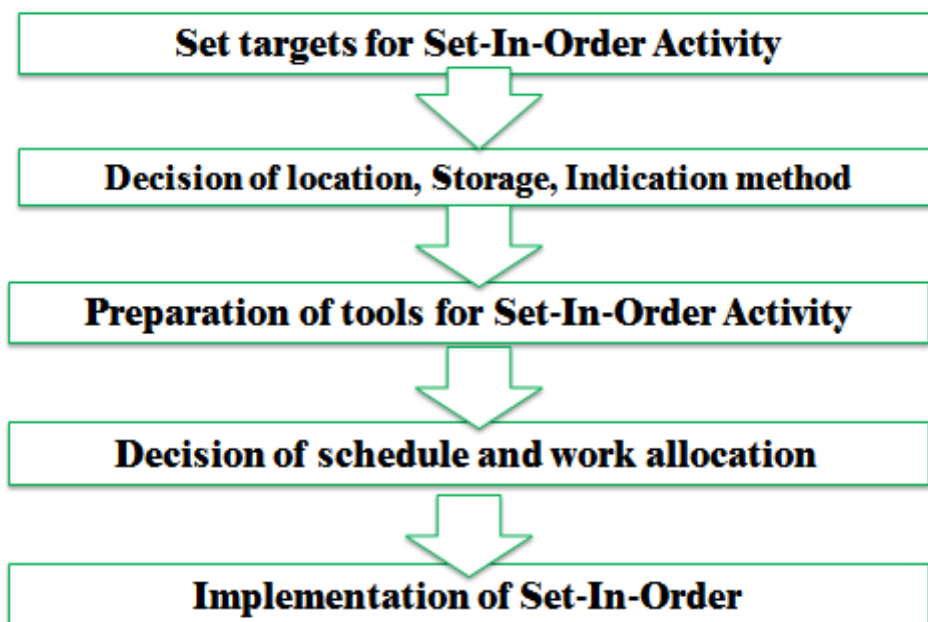 Set targets for Set-In-Order Activity
Decision of location, Storage, Indication method
Preparation of tools for Set-In-Order Activity
Decision of schedule and work allocation
Implementation of Set-In-Order